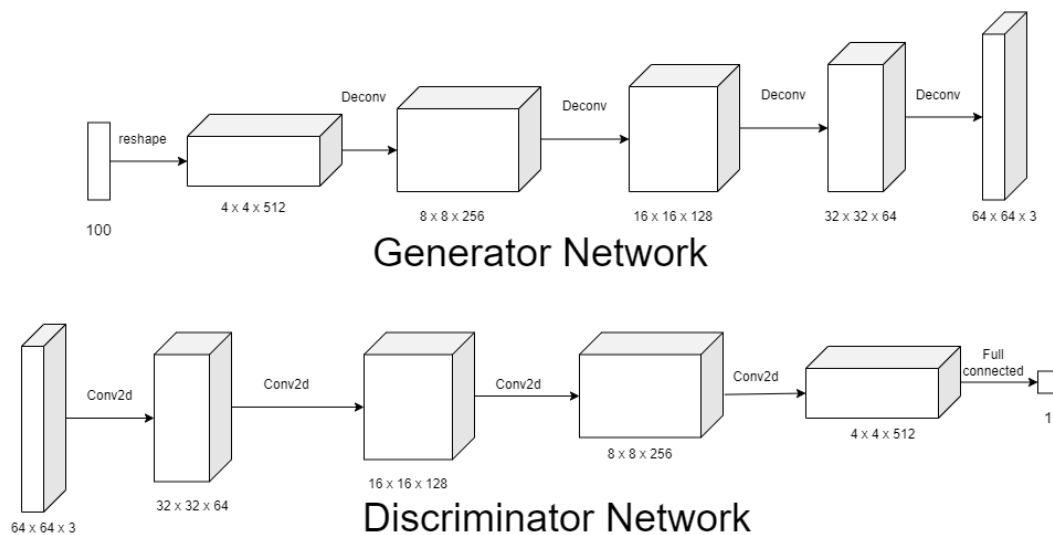 reshape
Deconv
Deconv
Deconv
Deconv
100
4 x 4 x 512
8 x 8 x 256
16 x 16 x 128
32 x 32 x 64
64 x 64 x 3
Generator Network
Conv2d
Conv2d
Conv2d
Conv2d
Full
connected
64 x 64 x 3
32 x 32 x 64
16 x 16 x 128
8 x 8 x 256
4 x 4 x 512
1
Discriminator Network